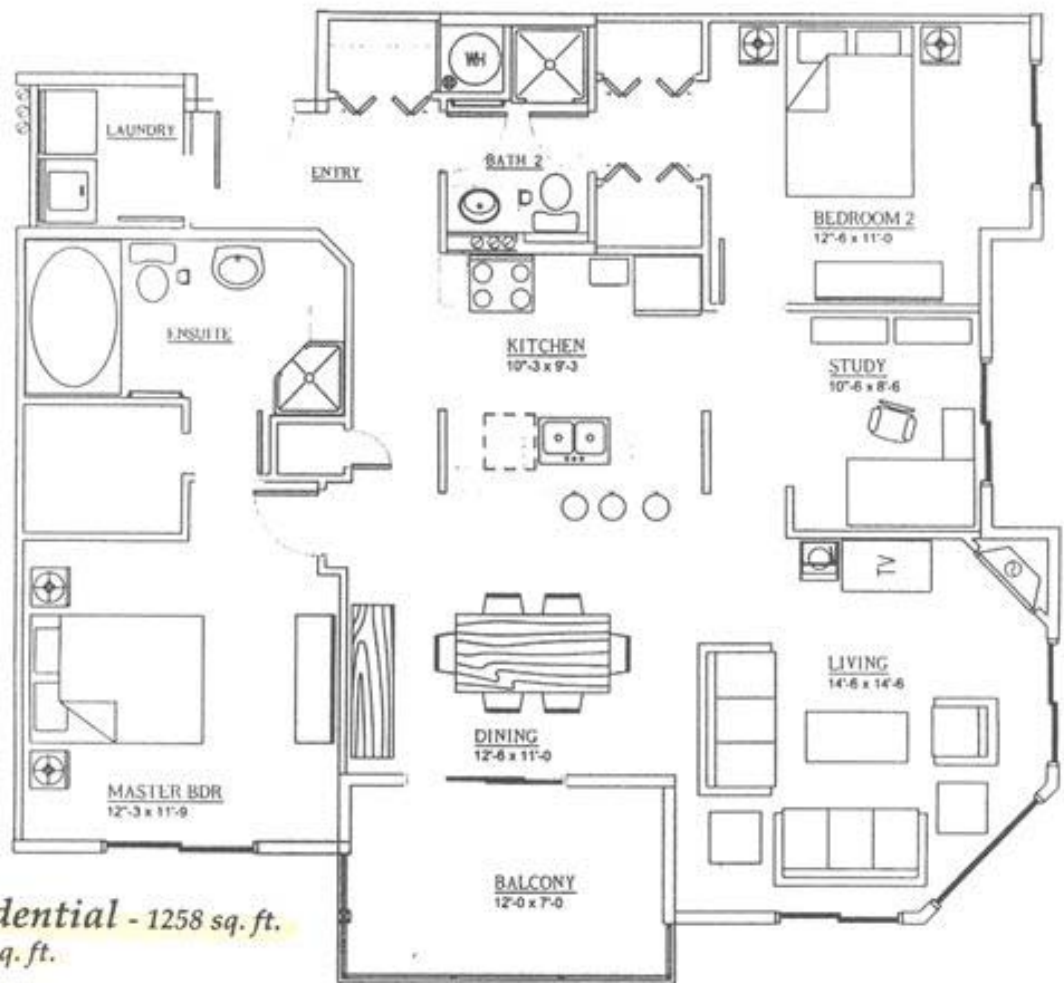 WH
LAUNDRY
ENTRY
BATH 2
BEDROOM 2
12"-6 x 11'-0
ENSUITE
KITCHEN
10"-3 x 9'-3
STUDY
10"-6 x 8'-6
TV
LIVING
14'-6 x 14'-6
DINING
12'-6 x 11'-0
MASTER BDR
12"-3 x 11'-9
BALCONY
12'-0 x 7'-0
dential - 1258 sq. ft.
q. ft.